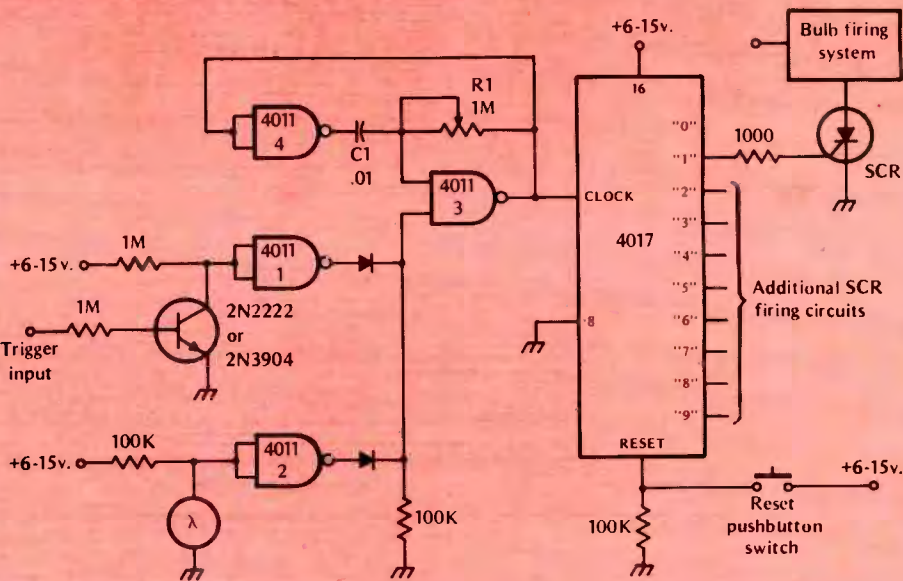 +6-15v.
Bulb firing
system
16
4011
4
R1
1M
C1
.01
"0"
"1"
1000
SCR
4011
3
CLOCK
"2"
"3"
4017
"4"
"5"
"6"
"7"
"8"
"9"
Additional SCR
firing circuits
1M
+6-15v.
4011
1
1M
Trigger
input
2N2222
or
2N3904
8
100K
+6-15v.
4011
2
λ
100K
RESET
100K
Reset
pushbutton
switch
+6-15v.